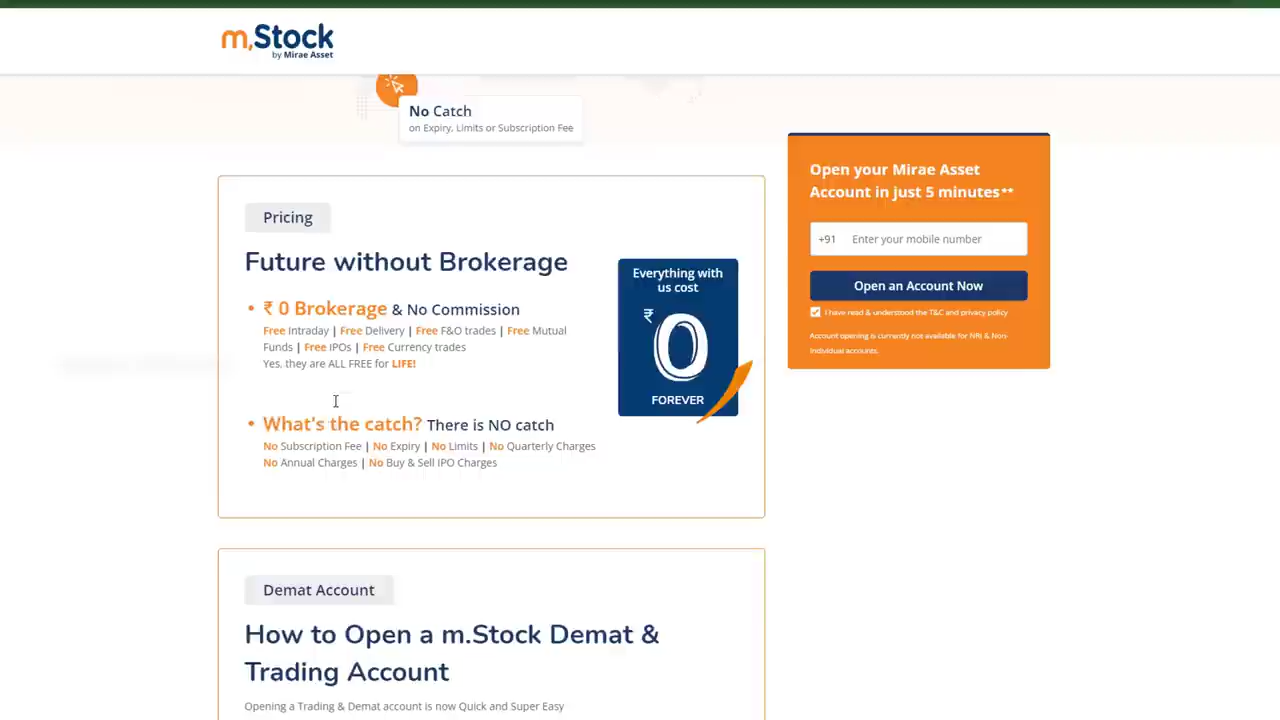 m.Stock
by Mirae Asset
No Catch
on Expiry, Limits or Subscription Fee
Pricing
Future without Brokerage
• ₹ 0 Brokerage & No Commission
Free Intraday | Free Delivery | Free F&O trades | Free Mutual
Funds | Free IPOs | Free Currency trades
Yes, they are ALL FREE for LIFE!
• What's the catch? There is NO catch
No Subscription Fee | No Expiry | No Limits | No Quarterly Charges
No Annual Charges | No Buy & Sell IPO Charges
Everything with
us cost
₹ 0
FOREVER
Open your Mirae Asset
Account in just 5 minutes**
+91 Enter your mobile number
Open an Account Now
I have read & understood the T&C and privacy policy
Account opening is currently not available for NRI & Non-
Individual accounts.
Demat Account
How to Open a m.Stock Demat &
Trading Account
Opening a Trading & Demat account is now Quick and Super Easy